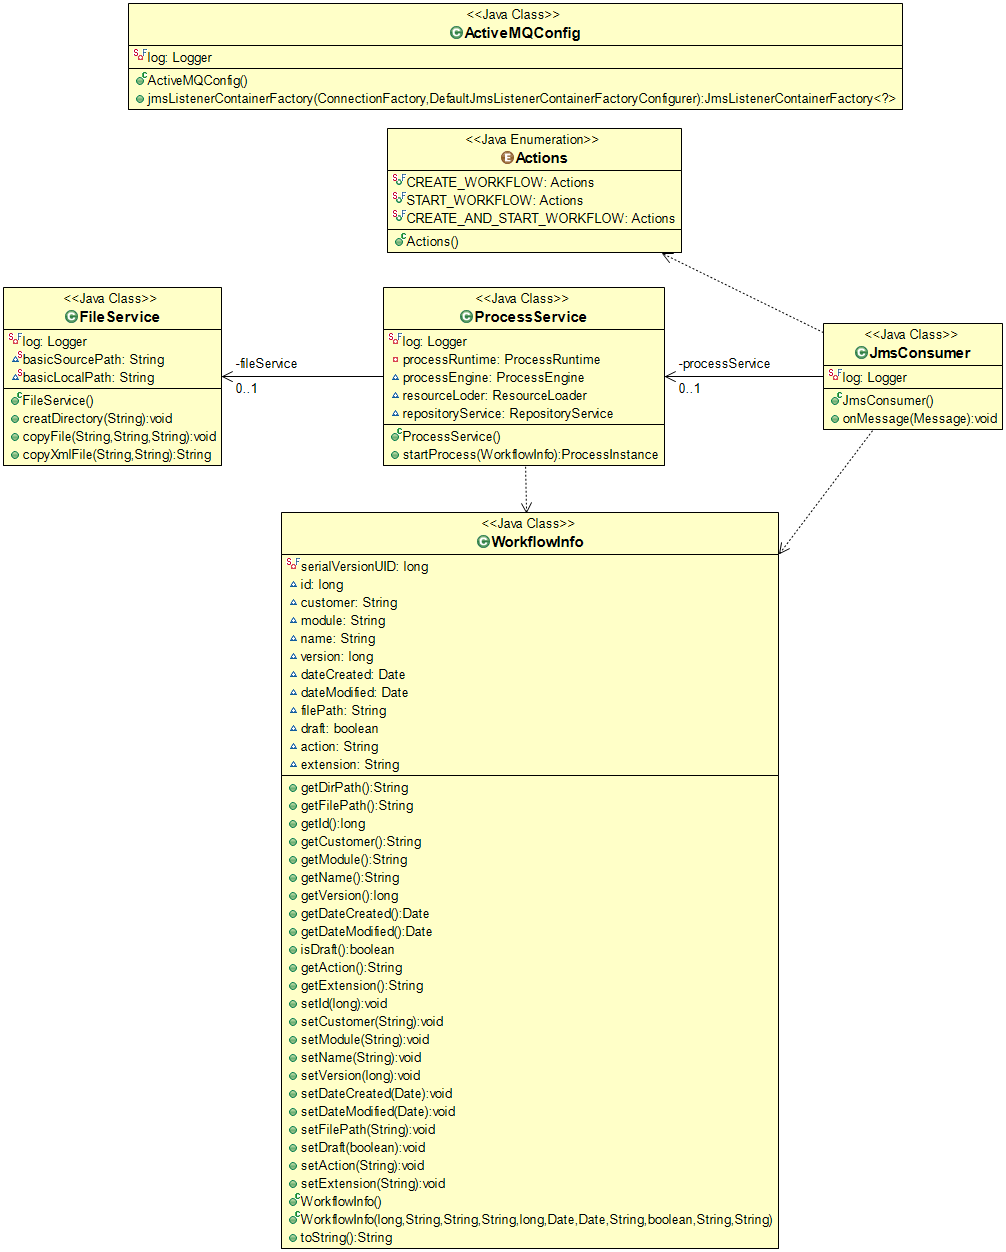 <<Java Class>>
ActiveMQConfig
log: Logger
ActiveMQConfig()
jmsListenerContainerFactory(ConnectionFactory,DefaultJmsListenerContainerFactoryConfigurer):JmsListenerContainerFactory<?>
<<Java Enumeration>>
Actions
CREATE_WORKFLOW: Actions
START_WORKFLOW: Actions
CREATE_AND_START_WORKFLOW: Actions
Actions()
<<Java Class>>
FileService
log: Logger
basicSourcePath: String
basicLocalPath: String
FileService()
creatDirectory(String):void
copyFile(String,String,String):void
copyXmlFile(String,String):String
-fileService
0..1
<<Java Class>>
ProcessService
log: Logger
processRuntime: ProcessRuntime
processEngine: ProcessEngine
resourceLoder: ResourceLoader
repositoryService: RepositoryService
ProcessService()
startProcess(WorkflowInfo):ProcessInstance
-processService
0..1
<<Java Class>>
JmsConsumer
log: Logger
JmsConsumer()
onMessage(Message):void
<<Java Class>>
WorkflowInfo
serialVersionUID: long
id: long
customer: String
module: String
name: String
version: long
dateCreated: Date
dateModified: Date
filePath: String
draft: boolean
action: String
extension: String
getDirPath():String
getFilePath():String
getId():long
getCustomer():String
getModule():String
getName():String
getVersion():long
getDateCreated():Date
getDateModified():Date
isDraft():boolean
getAction():String
getExtension():String
setId(long):void
setCustomer(String):void
setModule(String):void
setName(String):void
setVersion(long):void
setDateCreated(Date):void
setDateModified(Date):void
setFilePath(String):void
setDraft(boolean):void
setAction(String):void
setExtension(String):void
WorkflowInfo()
WorkflowInfo(long,String,String,String,long,Date,Date,String,boolean,String,String)
toString():String